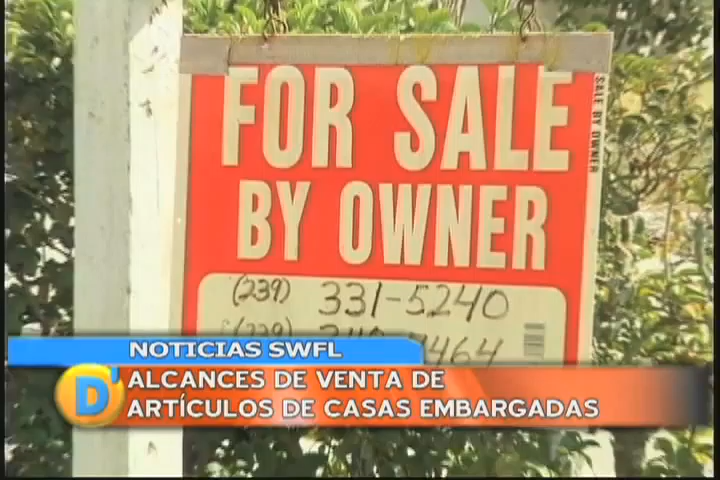 FOR SALE
BY OWNER
SALE BY OWNER
(239) 331-5240
NOTICIAS SWFL
D
ALCANCES DE VENTA DE
ARTÍCULOS DE CASAS EMBARGADAS